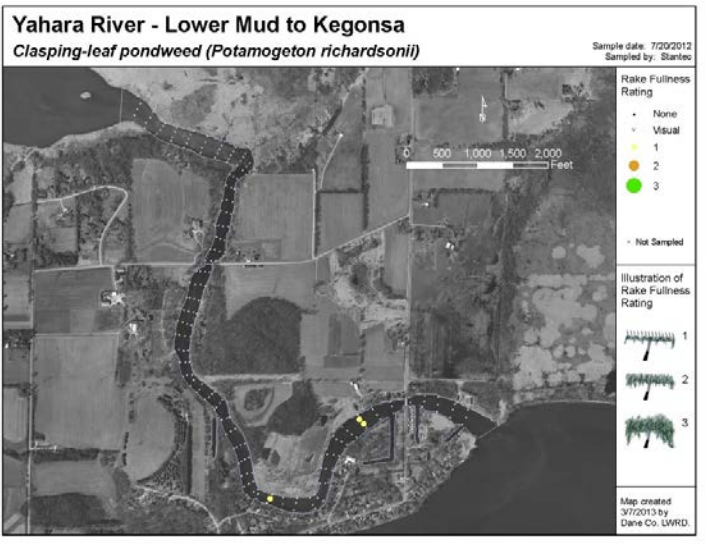 Yahara River - Lower Mud to Kegonsa
Clasping-leaf pondweed (Potamogeton richardsonii)
Sample date: 7/20/2012
Sampled by: Stantec
Rake Fullness
Rating
None
Visual
1
2
3
Not Sampled
N
0 500 1,000 1,500 2,000
Feet
Illustration of
Rake Fullness
Rating
1
2
3
Map created
3/7/2013 by
Dane Co. LWRD.